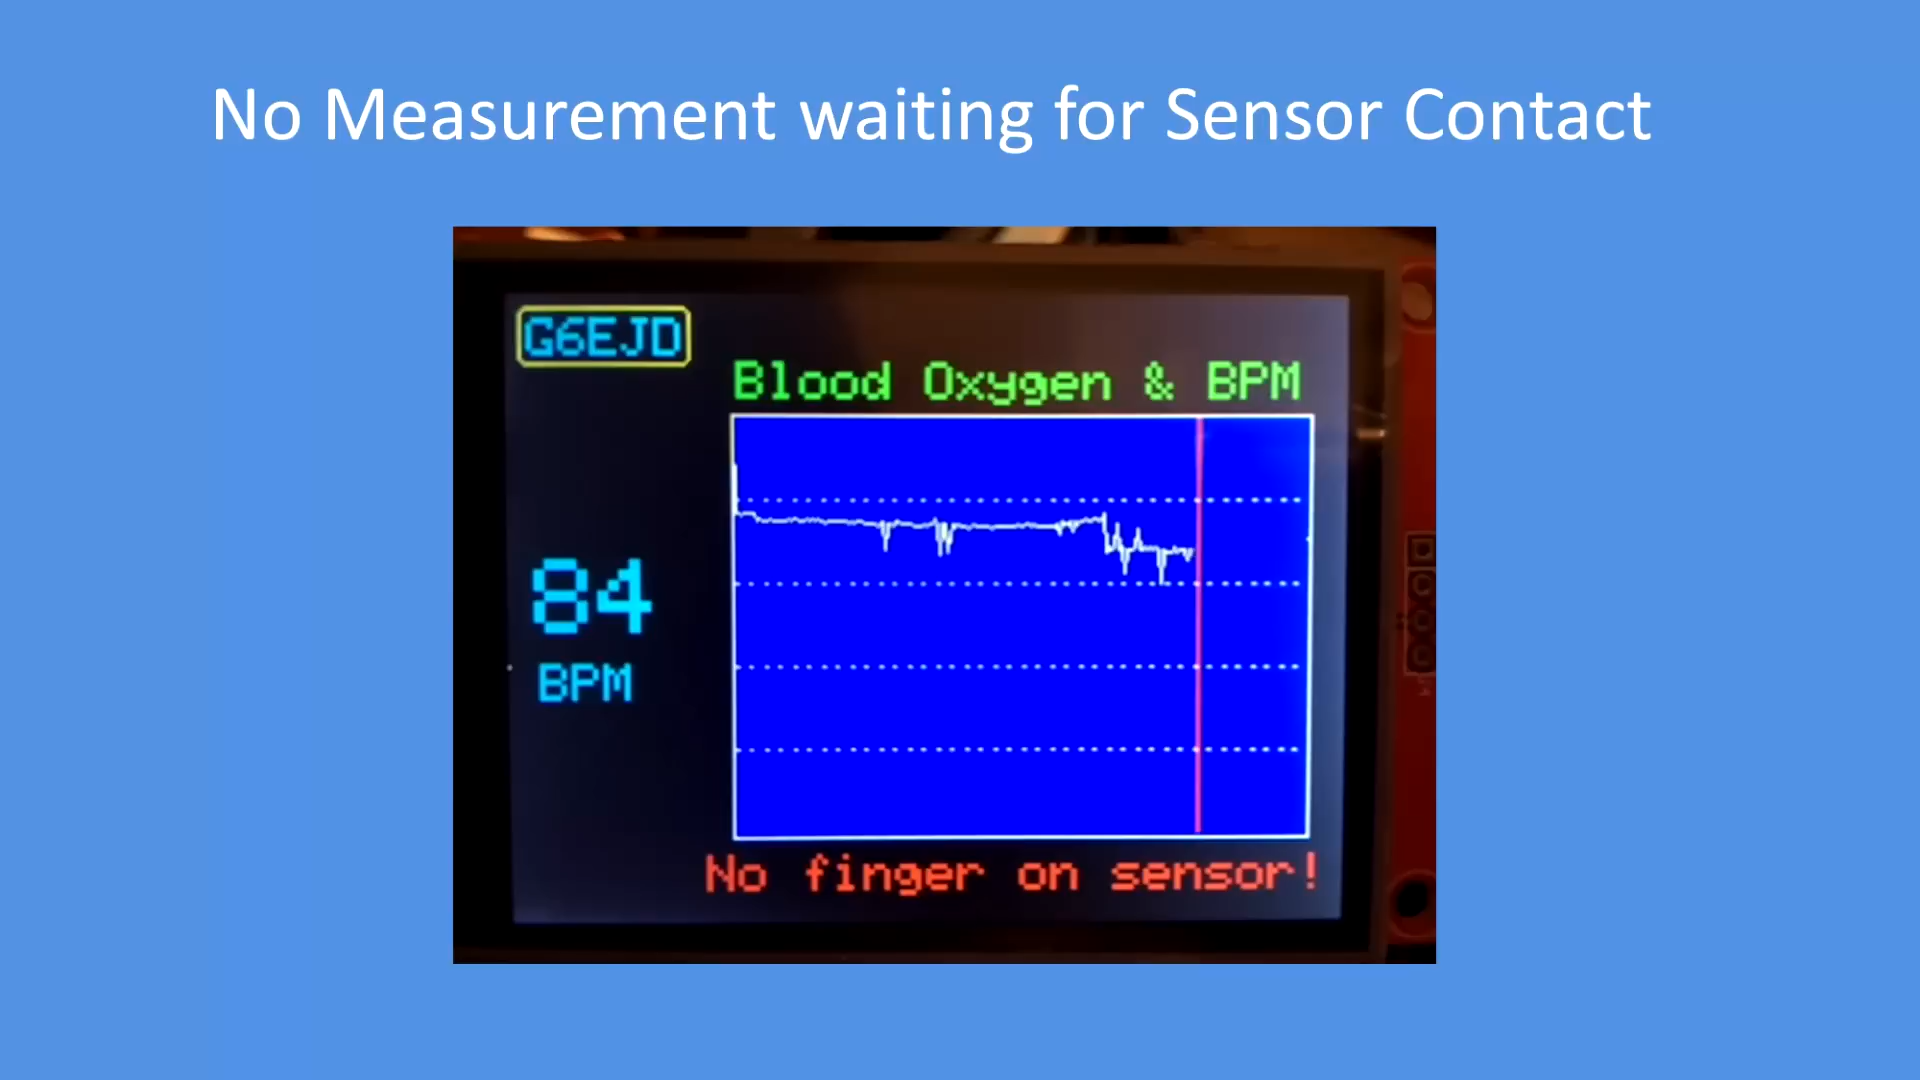 No Measurement waiting for Sensor Contact
G6EJD
Blood Oxygen & BPM
84
BPM
No finger on sensor!